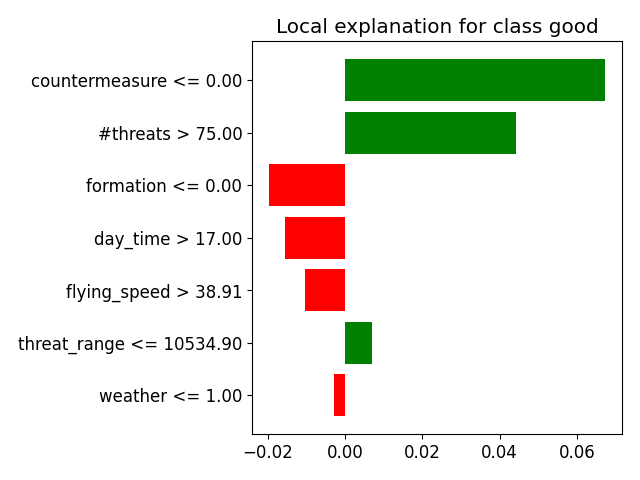 Local explanation for class good
countermeasure <= 0.00
#threats > 75.00
formation <= 0.00
day_time > 17.00
flying_speed > 38.91
threat_range <= 10534.90
weather <= 1.00
−0.02 0.00 0.02 0.04 0.06